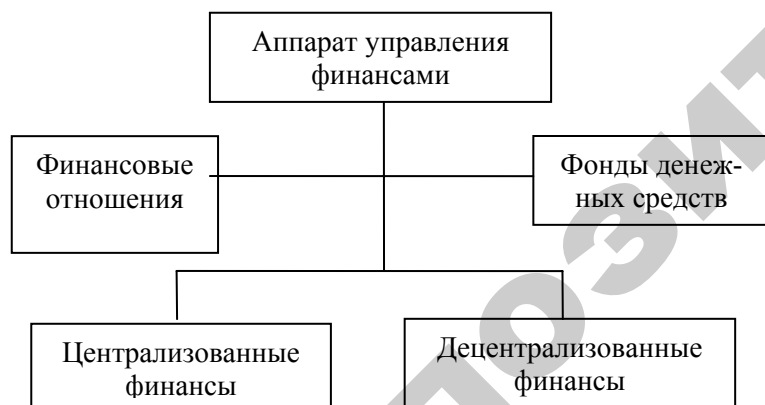 Аппарат управления
финансами
Финансовые
отношения
Фонды денеж-
ных средств
Централизованные
финансы
Децентрализованные
финансы